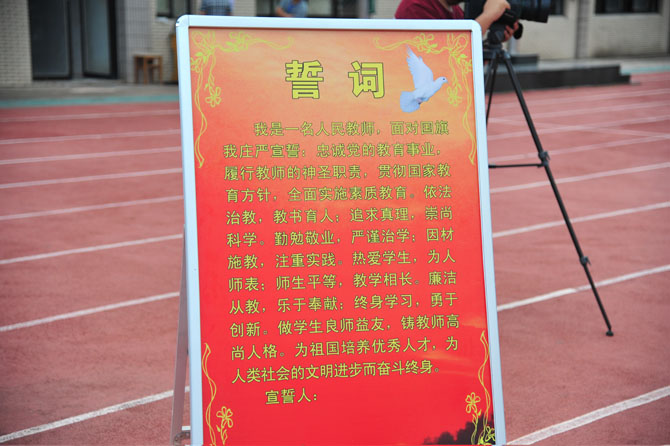 誓词
我是一名人民教师，面对国旗
我庄严宣誓：忠诚党的教育事业，
履行教师的神圣职责，贯彻国家教
育方针，全面实施素质教育。依法
治教，教书育人；追求真理，崇尚
科学。勤勉敬业，严谨治学；因材
施教，注重实践。热爱学生，为人
师表；师生平等，教学相长。廉洁
从教，乐于奉献；终身学习，勇于
创新。做学生良师益友，铸教师高
尚人格。为祖国培养优秀人才，为
人类社会的文明进步而奋斗终身。
宣誓人：